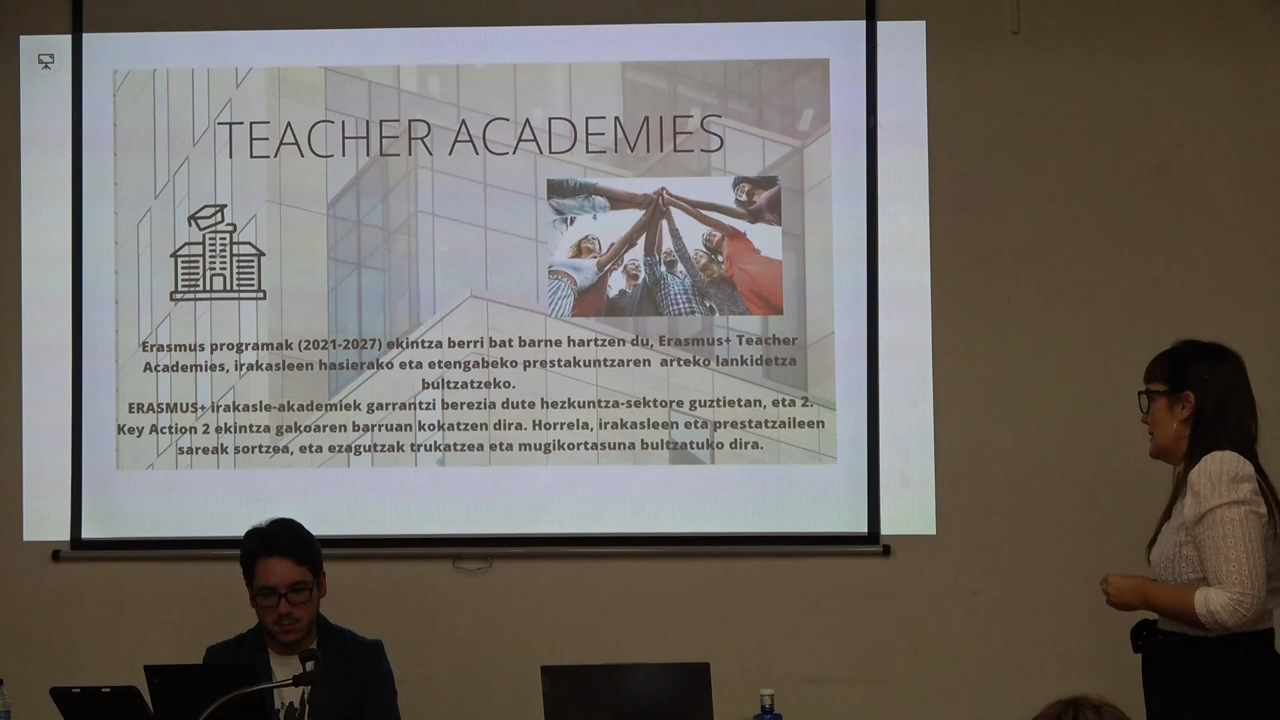 TEACHER ACADEMIES
Erasmus programak (2021-2027) ekintza berri bat barne hartzen du, Erasmus+ Teacher
Academies, irakasleen hasierako eta etengabeko prestakuntzaren arteko lankidetza
bultzatzeko.
ERASMUS+ irakasle-akademiek garrantzi berezia dute hezkuntza-sektore guztietan, eta 2.
Key Action 2 ekintza gakoaren barruan kokatzen dira. Horrela, irakasleen eta prestatzaileen
sareak sortzea, eta ezagutzak trukatzea eta mugikortasuna bultzatuko dira.